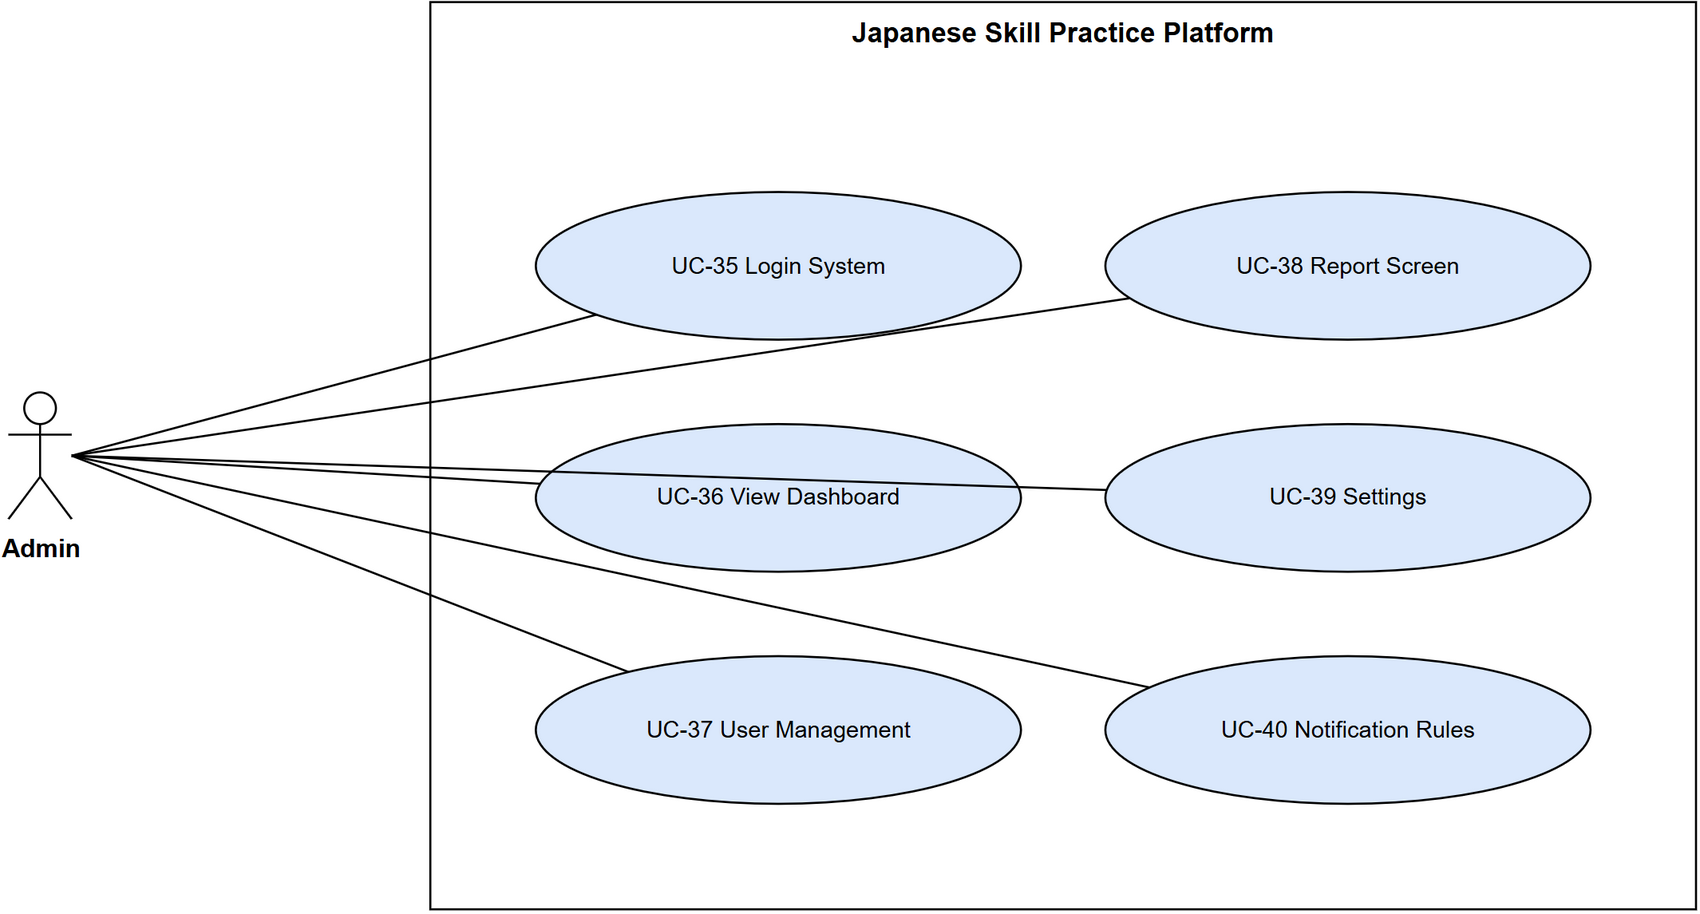 Japanese Skill Practice Platform
UC-35 Login System
UC-38 Report Screen
Admin
UC-36 View Dashboard
UC-39 Settings
UC-37 User Management
UC-40 Notification Rules